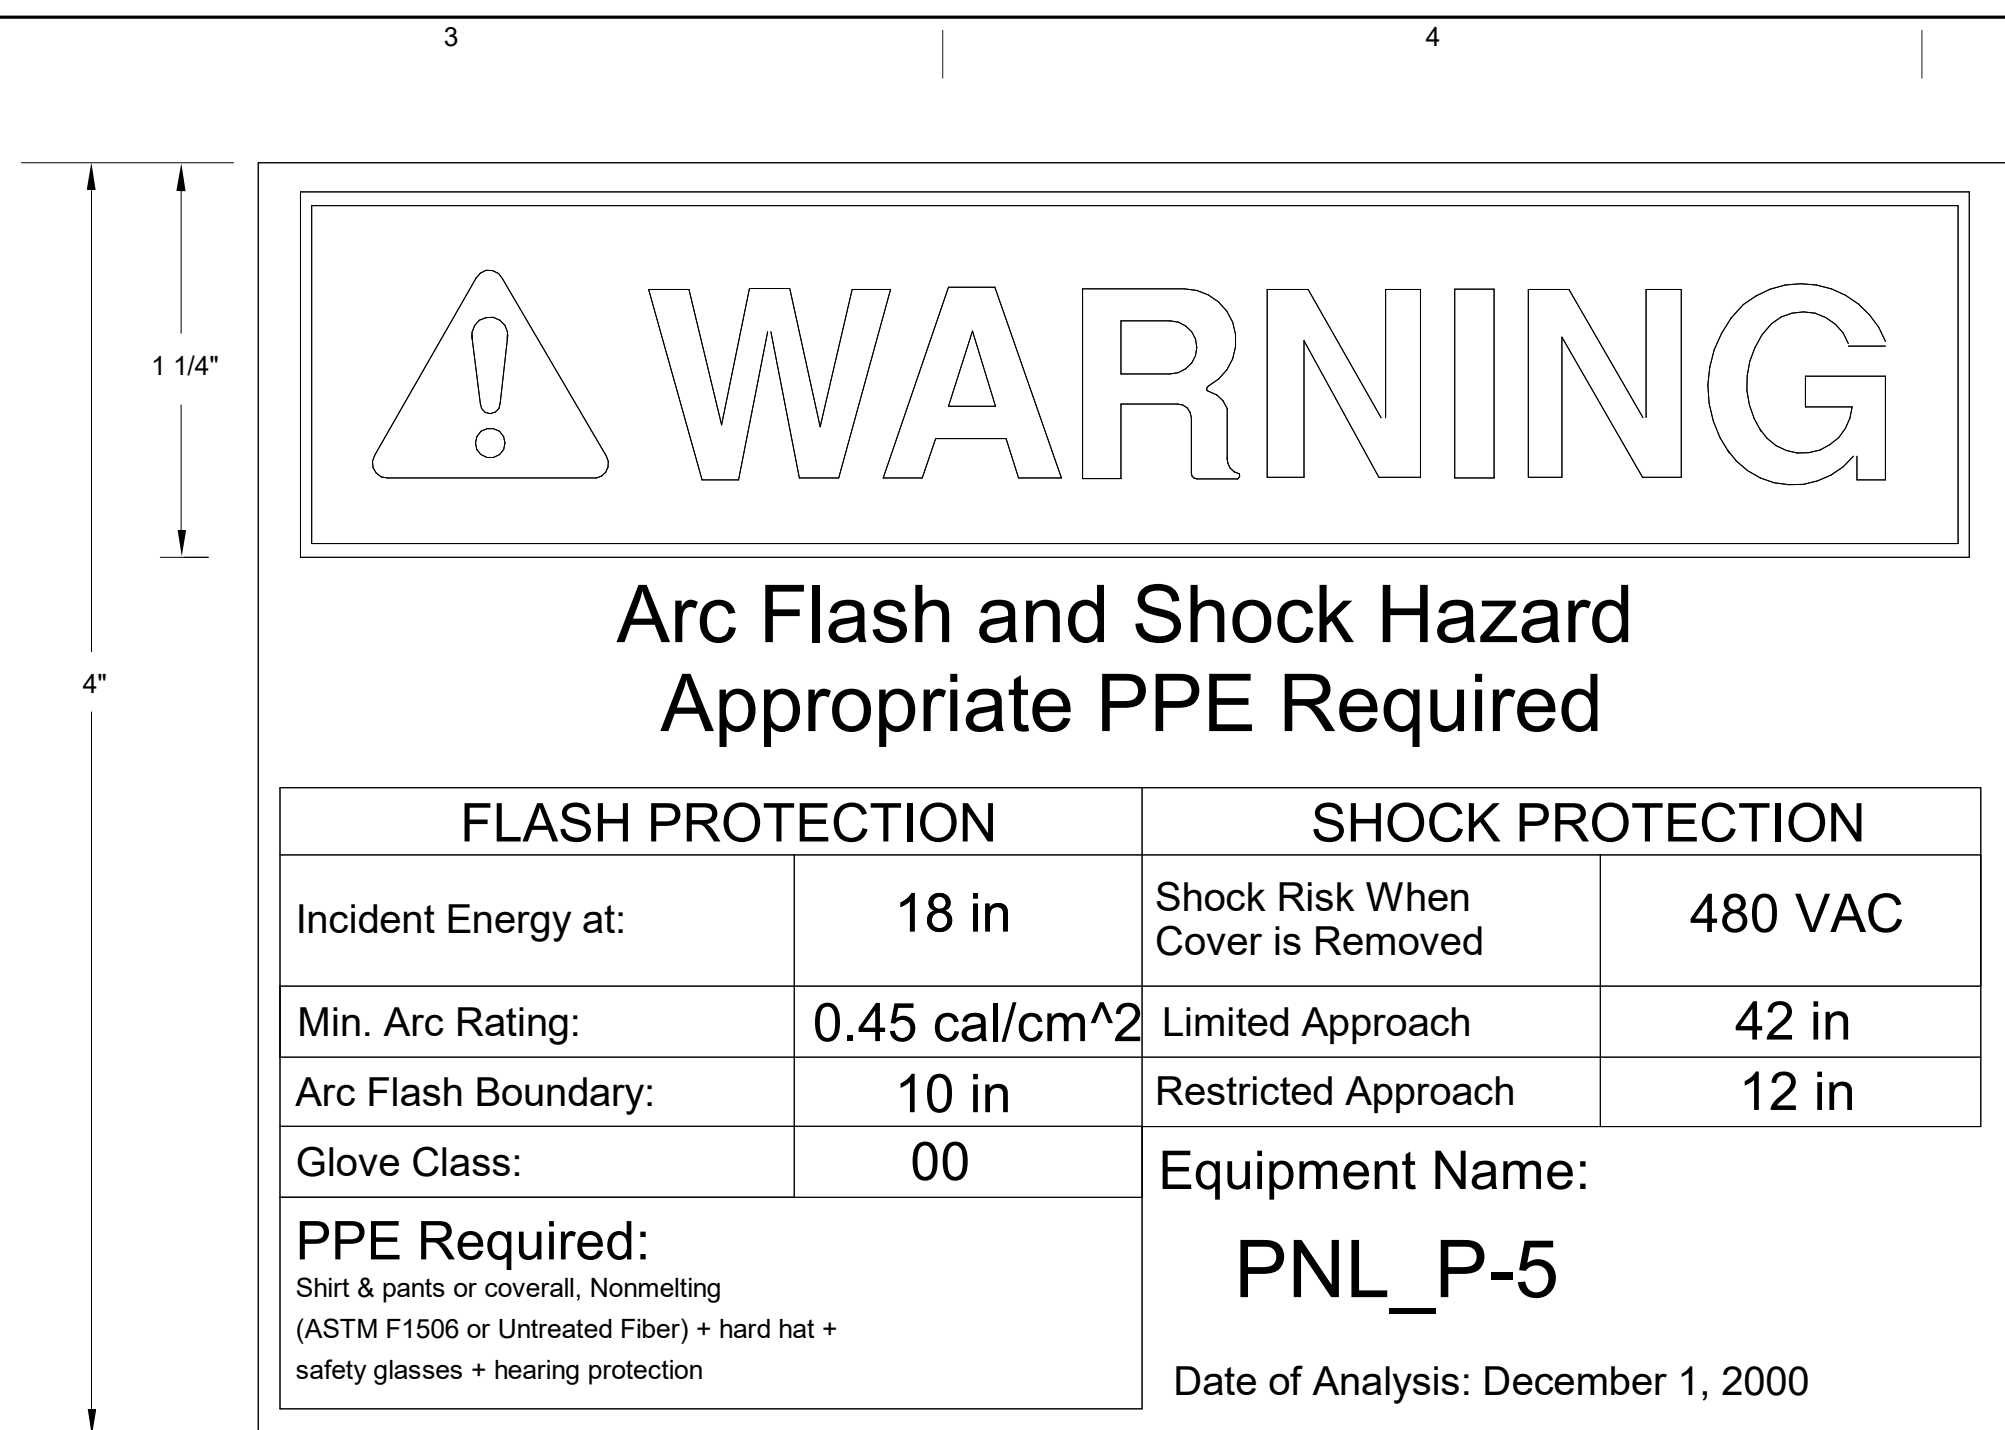 3
4
1 1/4"
4"
WARNING
Arc Flash and Shock Hazard
Appropriate PPE Required
FLASH PROTECTION
SHOCK PROTECTION
Incident Energy at:
18 in
Shock Risk When
Cover is Removed
480 VAC
Min. Arc Rating:
0.45 cal/cm^2
Limited Approach
42 in
Arc Flash Boundary:
10 in
Restricted Approach
12 in
Glove Class:
00
PPE Required:
Shirt & pants or coverall, Nonmelting
(ASTM F1506 or Untreated Fiber) + hard hat +
safety glasses + hearing protection
Equipment Name:
PNL_P-5
Date of Analysis: December 1, 2000